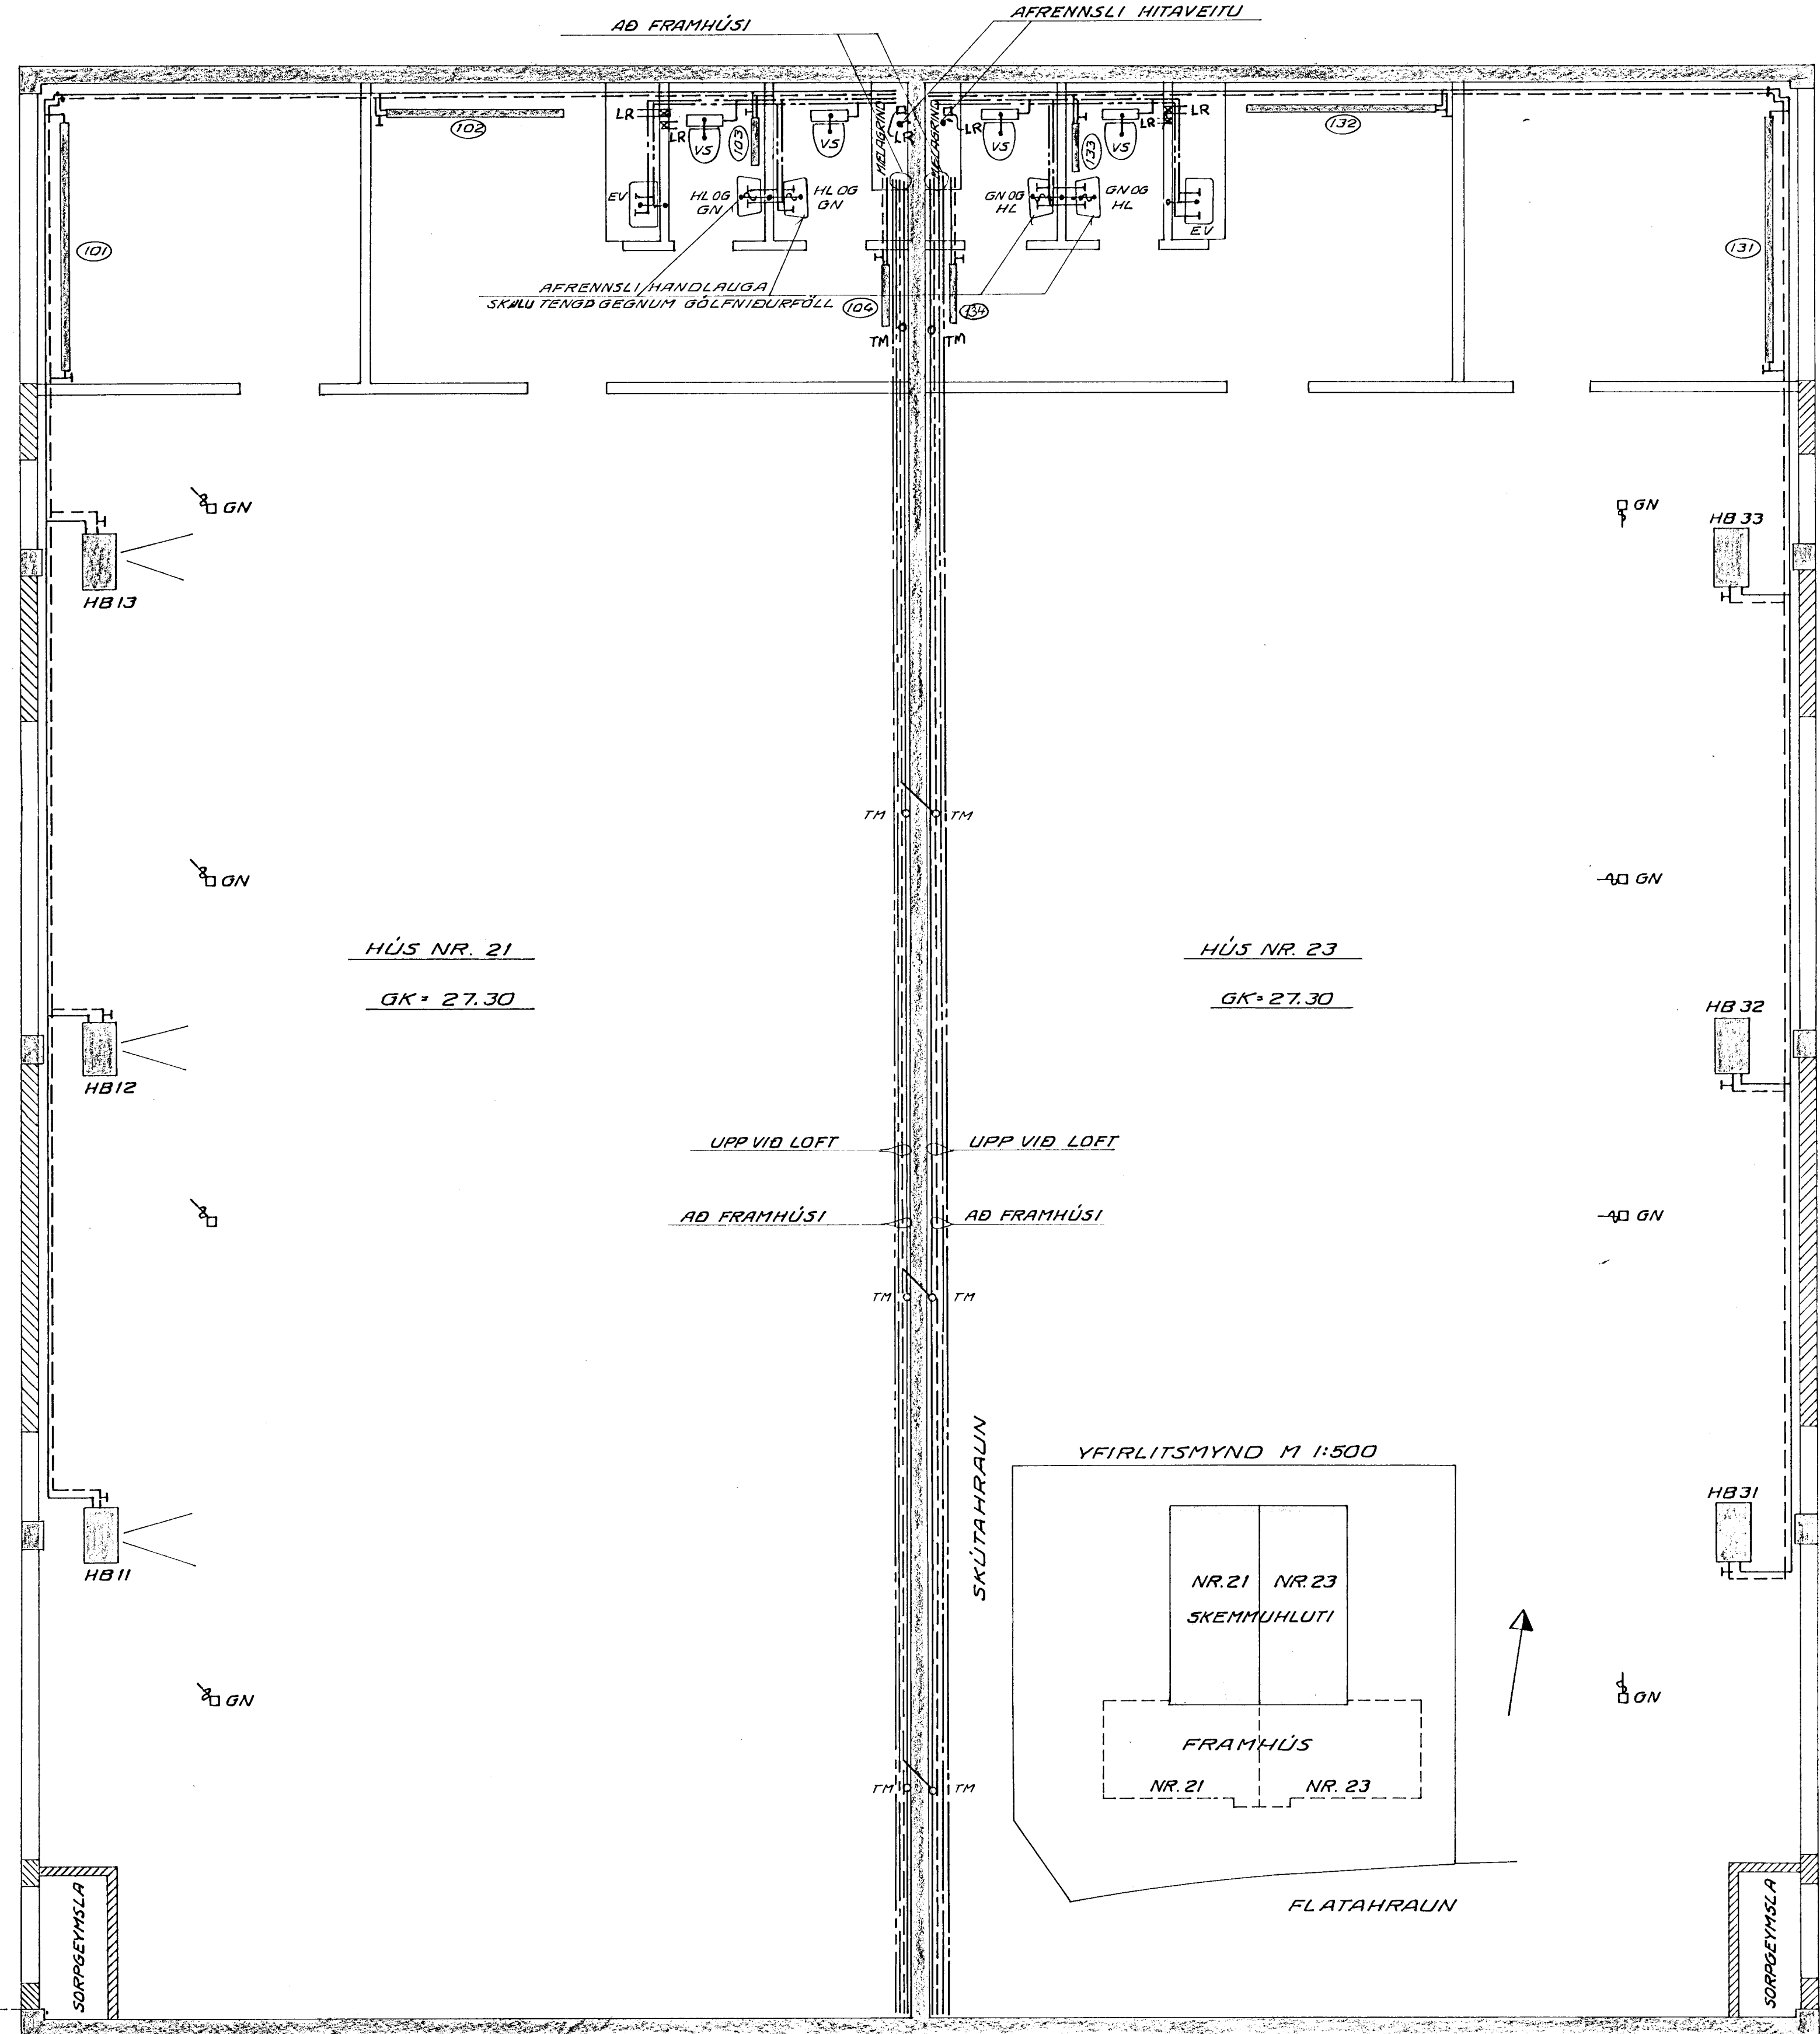 AÐ FRAMHÚSI
AFRENNSLI HITAVEITU
LR
LR
VS
VS
MÆLAGRIND
LR
MÆLAGRIND
LR
VS
VS
LR
LR
102
103
133
132
101
131
EV
HL OG
GN
HL OG
GN
GN OG
HL
GN OG
HL
EV
AFRENNSLI HANDLAUGA
SKULU TENGD GEGNUM GÓLFNIÐURFÖLL
104
134
TM
TM
GN
GN
HB 13
HB 33
TM
TM
GN
GN
HÚS NR. 21
GK = 27.30
HÚS NR. 23
GK = 27.30
HB 12
HB 32
UPP VIÐ LOFT
UPP VIÐ LOFT
AÐ FRAMHÚSI
AÐ FRAMHÚSI
GN
TM
TM
SKÚTAHRAUN
YFIRLITSMYND M 1:500
HB 11
HB 31
NR. 21
NR. 23
SKEMMUHLUTI
GN
GN
FRAMHÚS
NR. 21
NR. 23
TM
TM
FLATAHRAUN
SORPGEYMSLA
SORPGEYMSLA